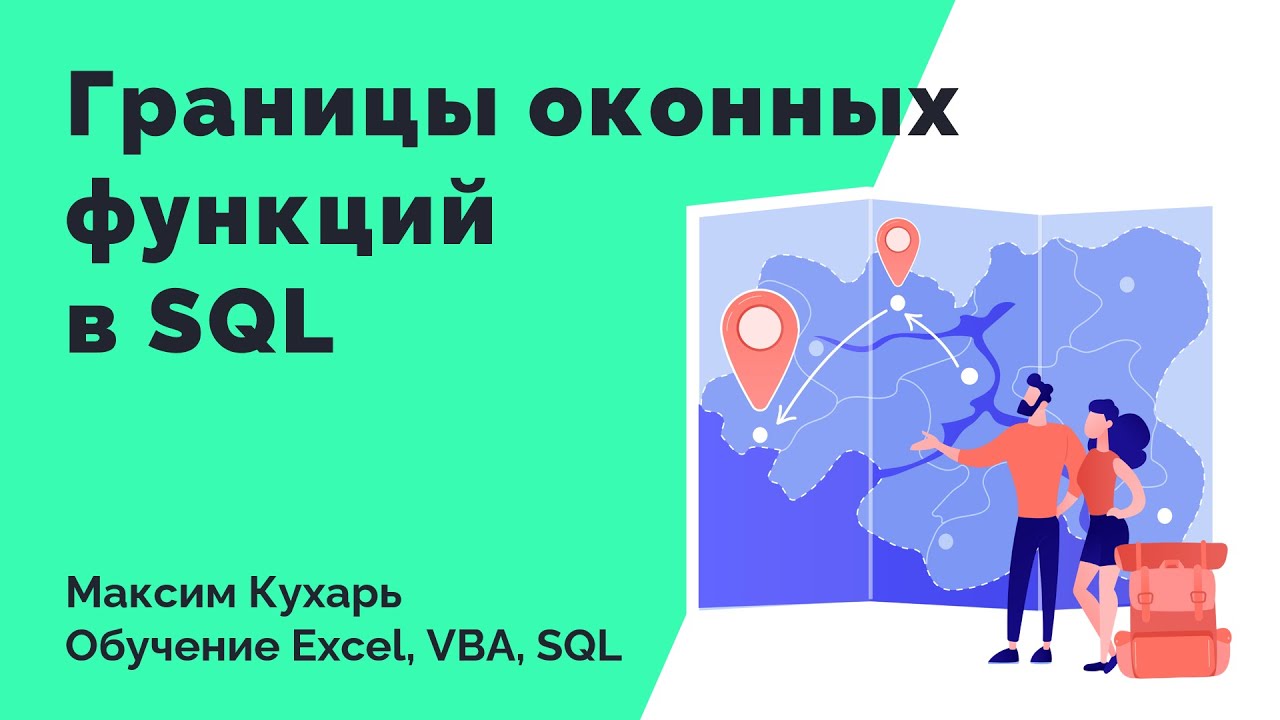 Границы оконных
функций
в SQL
Максим Кухарь
Обучение Excel, VBA, SQL